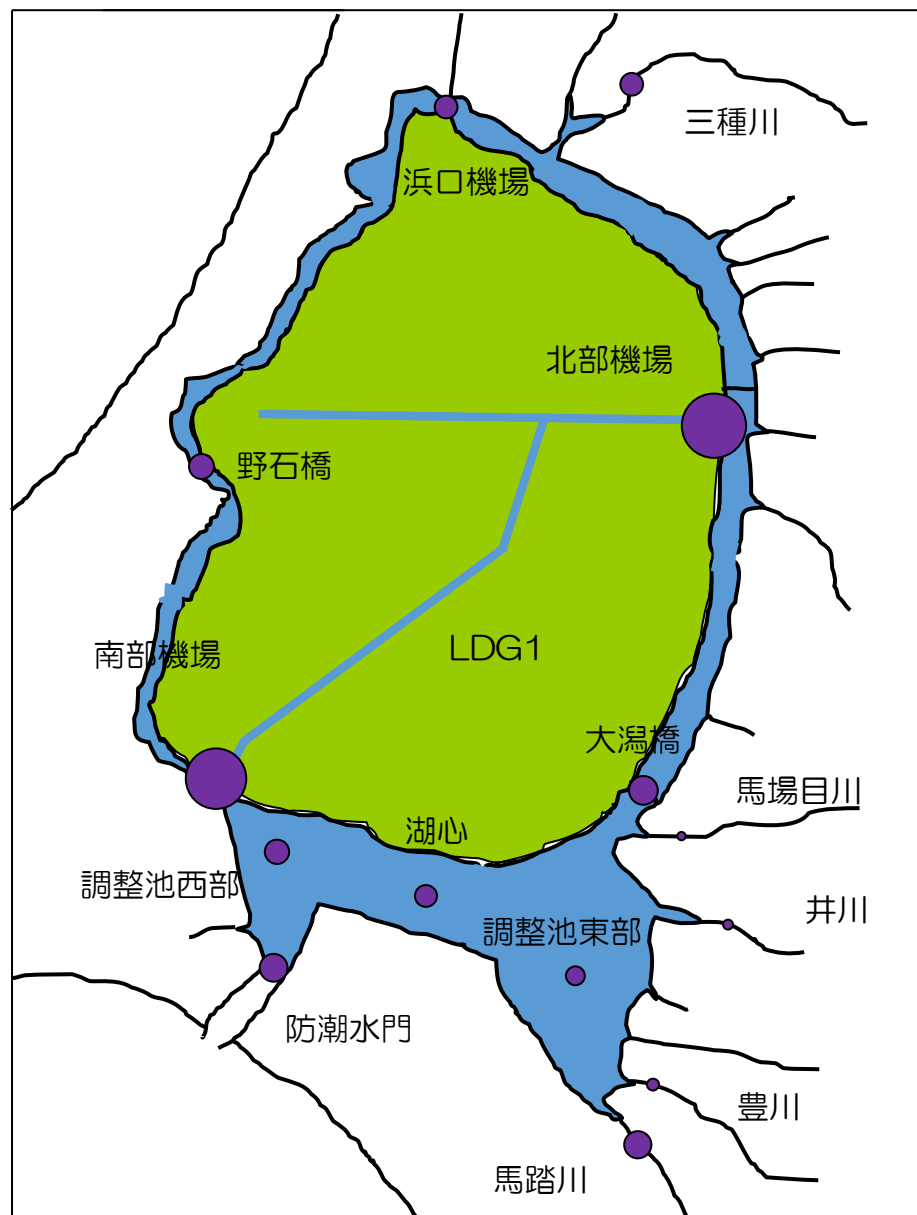 三種川
浜口機場
北部機場
野石橋
南部機場
LDG1
大潟橋
馬場目川
湖心
調整池西部
井川
調整池東部
防潮水門
豊川
馬踏川